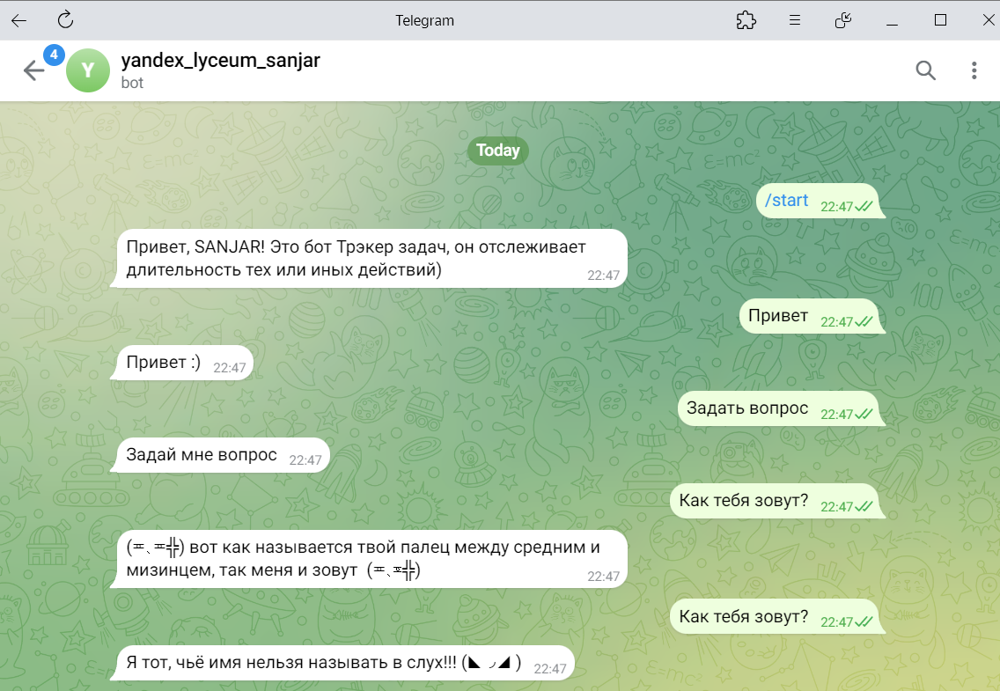 Telegram
4
Y
yandex_lyceum_sanjar
bot
Today
/start 22:47
Привет, SANJAR! Это бот Трэкер задач, он отслеживает
длительность тех или иных действий) 22:47
Привет 22:47
Привет :) 22:47
Задать вопрос 22:47
Задай мне вопрос 22:47
Как тебя зовут? 22:47
(=、=╬) вот как называется твой палец между средним и
мизинцем, так меня и зовут (=、=╬) 22:47
Как тебя зовут? 22:47
Я тот, чьё имя нельзя называть в слух!!! (◣ ◞◢ ) 22:47